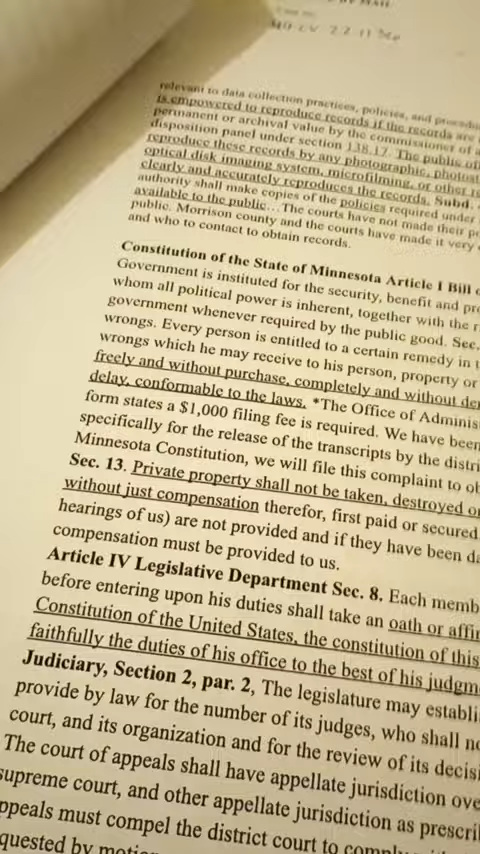 relevant to data collection practices, policies, and
is empowered to reproduce records if the records are
permanent or archival value by the commissioner of
disposition panel under section 138.17. The public
reproduce these records by any photographic,
optical disk imaging system, microfilming, or other
clearly and accurately reproduces the records. Subd.
authority shall make copies of the policies required under
available to the public... The courts have not made their
public. Morrison county and the courts have made it very
and who to contact to obtain records.
Constitution of the State of Minnesota Article I Bill
Government is instituted for the security, benefit and
whom all political power is inherent, together with the
government whenever required by the public good. Sec.
wrongs. Every person is entitled to a certain remedy in
wrongs which he may receive to his person, property or
freely and without purchase, completely and without
delay, conformable to the laws. *The Office of Adminis
form states a $1,000 filing fee is required. We have been
specifically for the release of the transcripts by the distri
Minnesota Constitution, we will file this complaint to
Sec. 13. Private property shall not be taken, destroyed
without just compensation therefor, first paid or secured
hearings of us) are not provided and if they have been
compensation must be provided to us.
Article IV Legislative Department Sec. 8. Each memb
before entering upon his duties shall take an oath or affir
Constitution of the United States, the constitution of this
faithfully the duties of his office to the best of his judgm
Judiciary, Section 2, par. 2, The legislature may establi
provide by law for the number of its judges, who shall
court, and its organization and for the review of its decisi
The court of appeals shall have appellate jurisdiction
supreme court, and other appellate jurisdiction as prescri
ppeals must compel the district court to comply
quested by